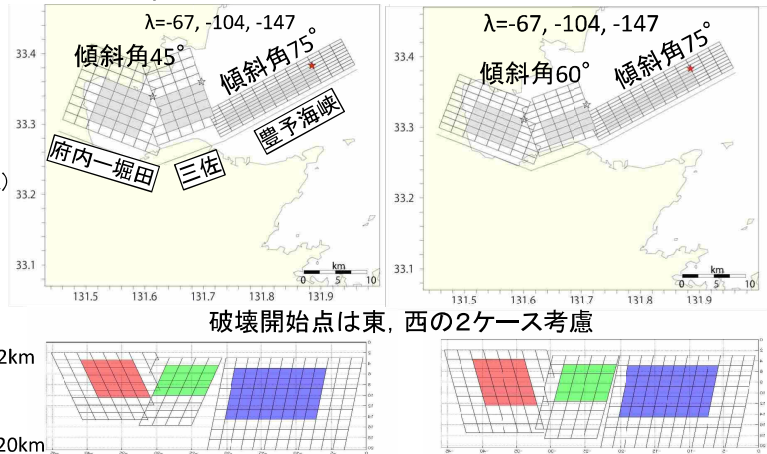 λ=-67, -104, -147
傾斜角45°
傾斜角75°
府内ー堀田
三佐
豊予海峡
33.4
33.3
33.2
33.1
131.5 131.6 131.7 131.8 131.9
km
0 5 10
λ=-67, -104, -147
傾斜角60°
傾斜角75°
33.4
33.3
33.2
33.1
131.5 131.6 131.7 131.8 131.9
km
0 5 10
)
破壊開始点は東，西の２ケース考慮
2km
20km